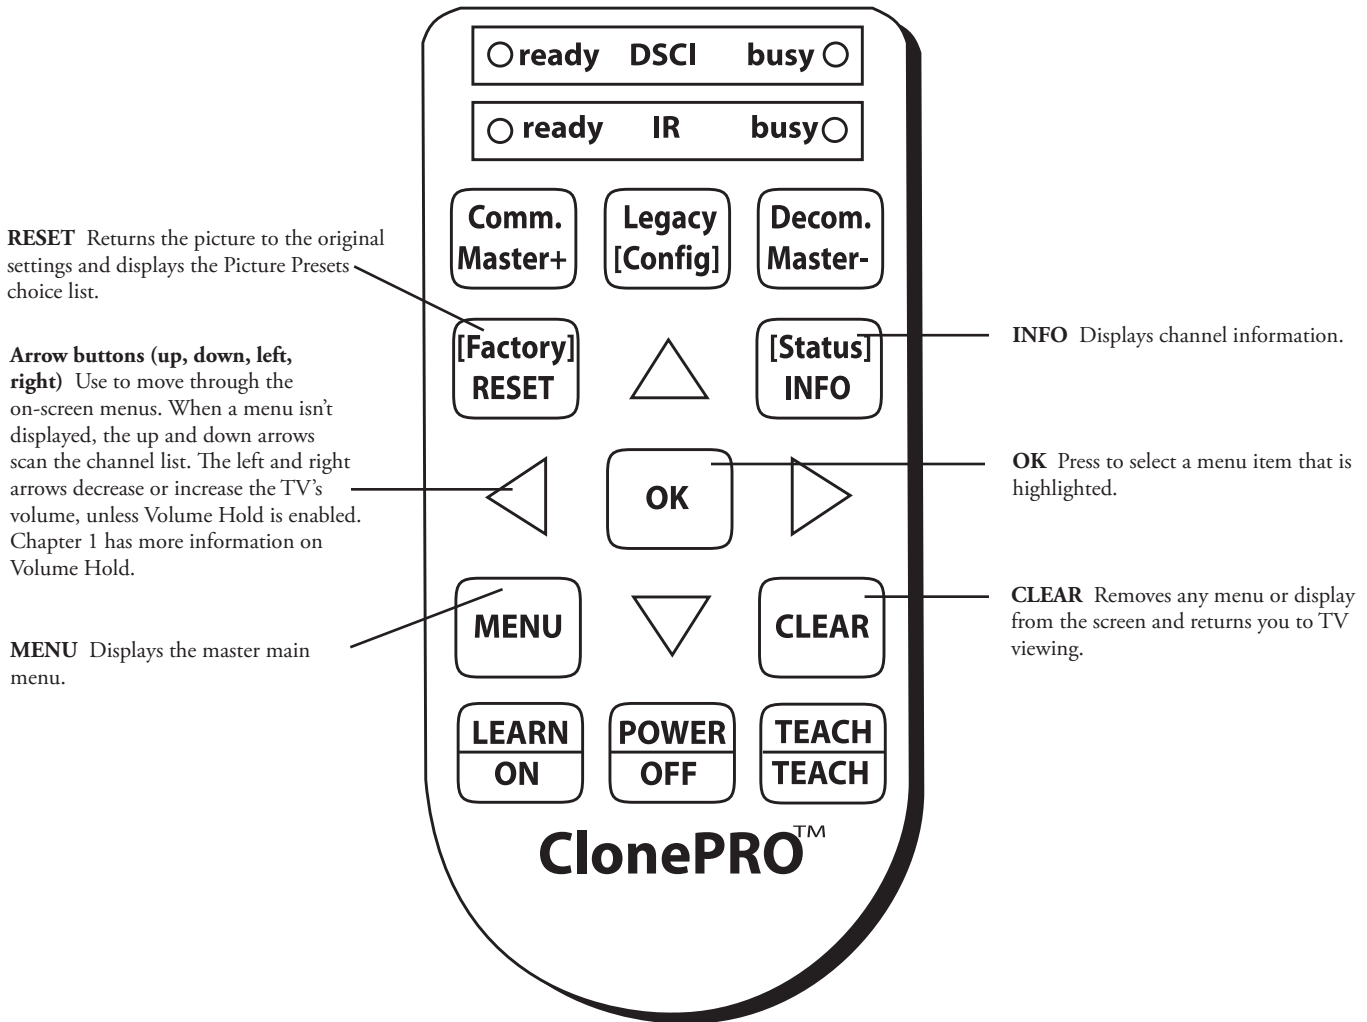 ready DSCI busy
ready IR busy
Comm. Master+
Legacy [Config]
Decom. Master-
[Factory] RESET
[Status] INFO
OK
MENU
CLEAR
LEARN ON
POWER OFF
TEACH TEACH
ClonePRO™
RESET Returns the picture to the original
settings and displays the Picture Presets
choice list.
Arrow buttons (up, down, left,
right) Use to move through the
on-screen menus. When a menu isn’t
displayed, the up and down arrows
scan the channel list. The left and right
arrows decrease or increase the TV’s
volume, unless Volume Hold is enabled.
Chapter 1 has more information on
Volume Hold.
MENU Displays the master main
menu.
INFO Displays channel information.
OK Press to select a menu item that is
highlighted.
CLEAR Removes any menu or display
from the screen and returns you to TV
viewing.